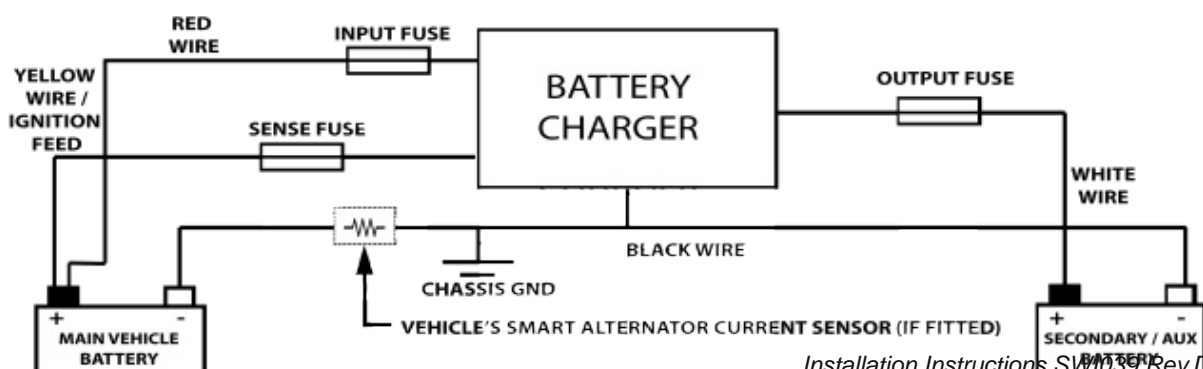 RED
WIRE
INPUT FUSE
YELLOW
WIRE /
IGNITION
FEED
SENSE FUSE
BATTERY
CHARGER
OUTPUT FUSE
WHITE
WIRE
BLACK WIRE
CHASSIS GND
VEHICLE'S SMART ALTERNATOR CURRENT SENSOR (IF FITTED)
+ -
MAIN VEHICLE
BATTERY
+ -
SECONDARY / AUX
BATTERY
Installation Instructions